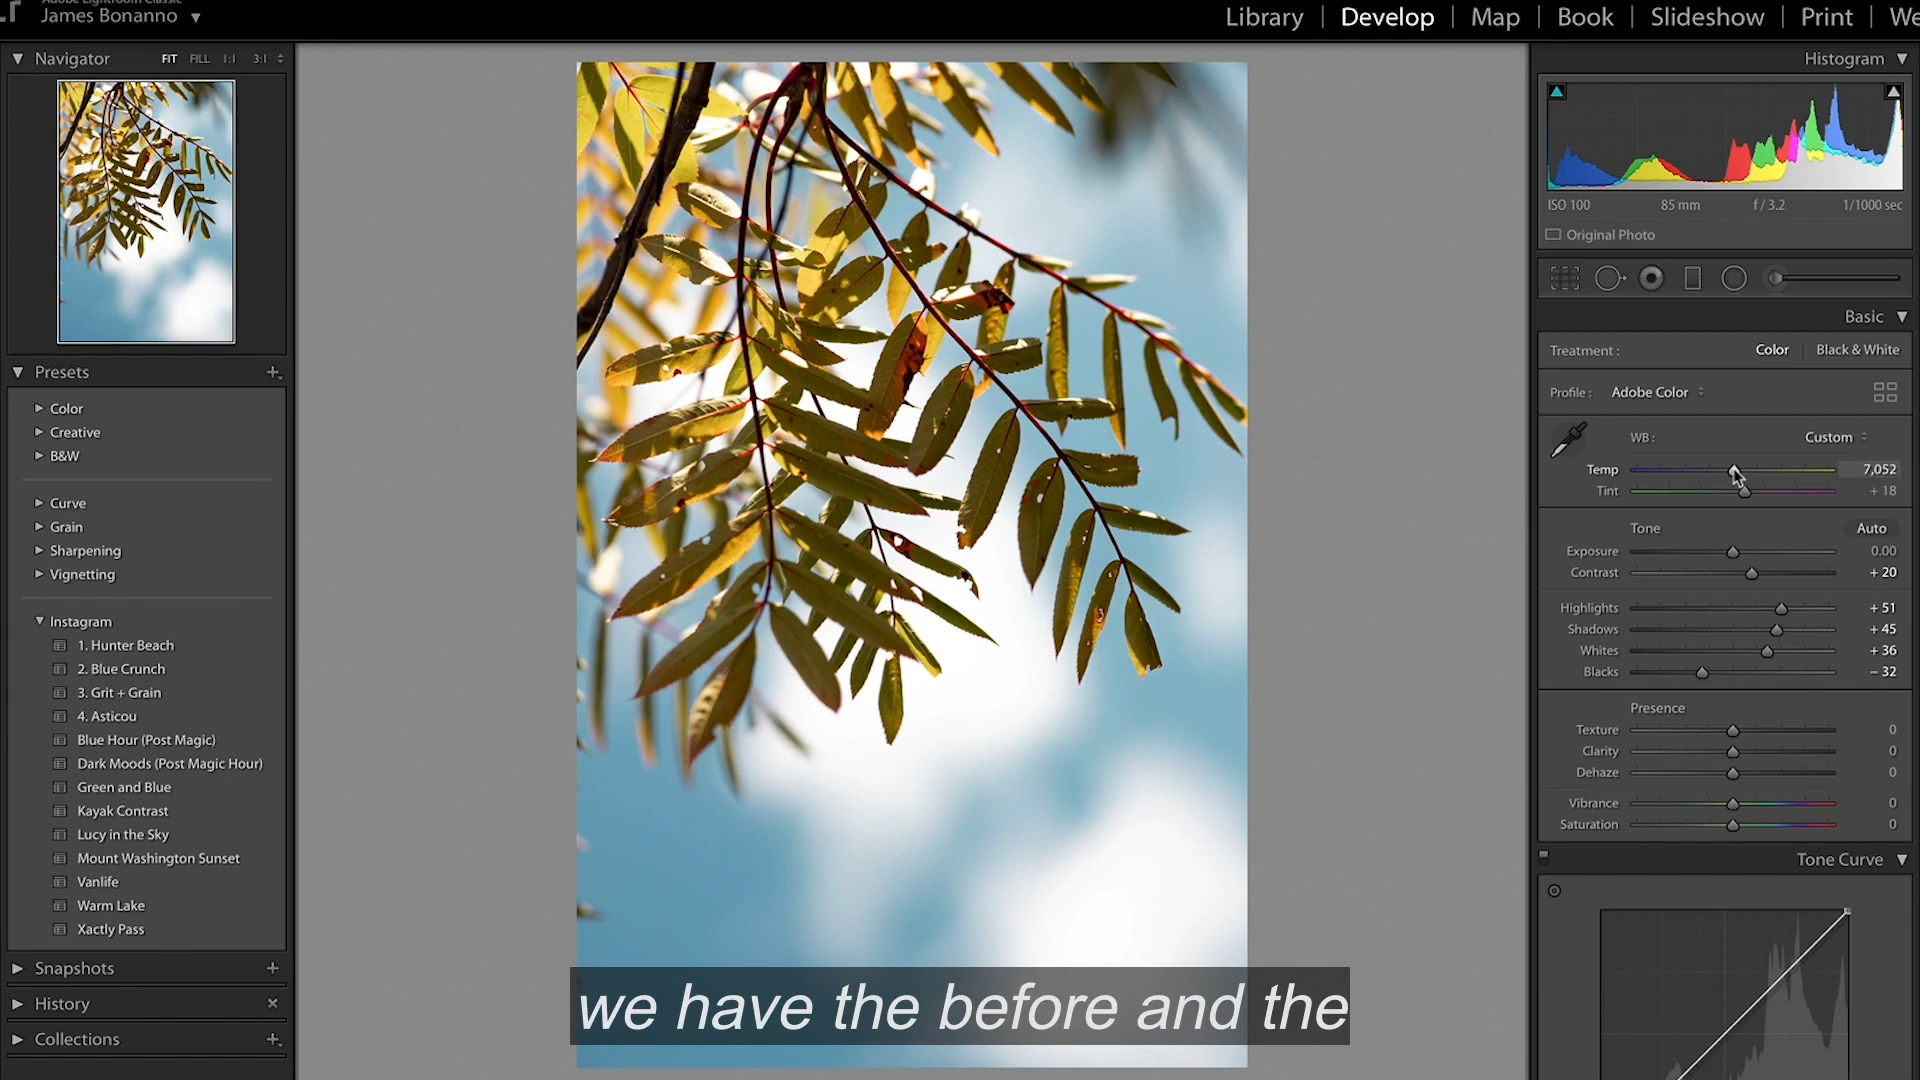 Adobe Lightroom Classic
James Bonanno
Library | Develop | Map | Book | Slideshow | Print | We
Navigator FIT FILL 1:1 3:1
Presets
Color
Creative
B&W
Curve
Grain
Sharpening
Vignetting
Instagram
1. Hunter Beach
2. Blue Crunch
3. Grit + Grain
4. Asticou
Blue Hour (Post Magic)
Dark Moods (Post Magic Hour)
Green and Blue
Kayak Contrast
Lucy in the Sky
Mount Washington Sunset
Vanlife
Warm Lake
Xactly Pass
Snapshots
History
Collections
we have the before and the
Histogram
ISO 100 85 mm f / 3.2 1/1000 sec
Original Photo
Basic
Treatment : Color Black & White
Profile : Adobe Color
WB : Custom
Temp 7,052
Tint + 18
Tone Auto
Exposure 0.00
Contrast + 20
Highlights + 51
Shadows + 45
Whites + 36
Blacks – 32
Presence
Texture 0
Clarity 0
Dehaze 0
Vibrance 0
Saturation 0
Tone Curve